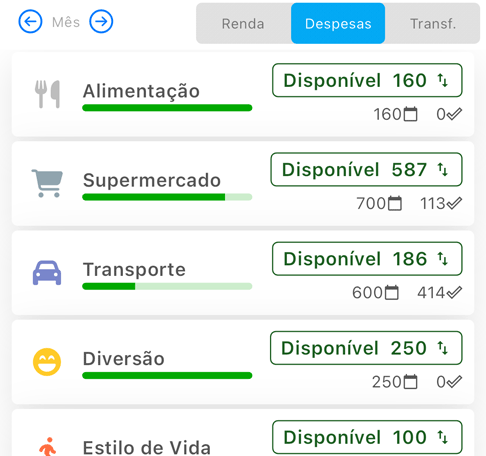 Mês
Renda
Despesas
Transf.
Alimentação
Disponível 160
160
0
Supermercado
Disponível 587
700
113
Transporte
Disponível 186
600
414
Diversão
Disponível 250
250
0
Estilo de Vida
Disponível 100